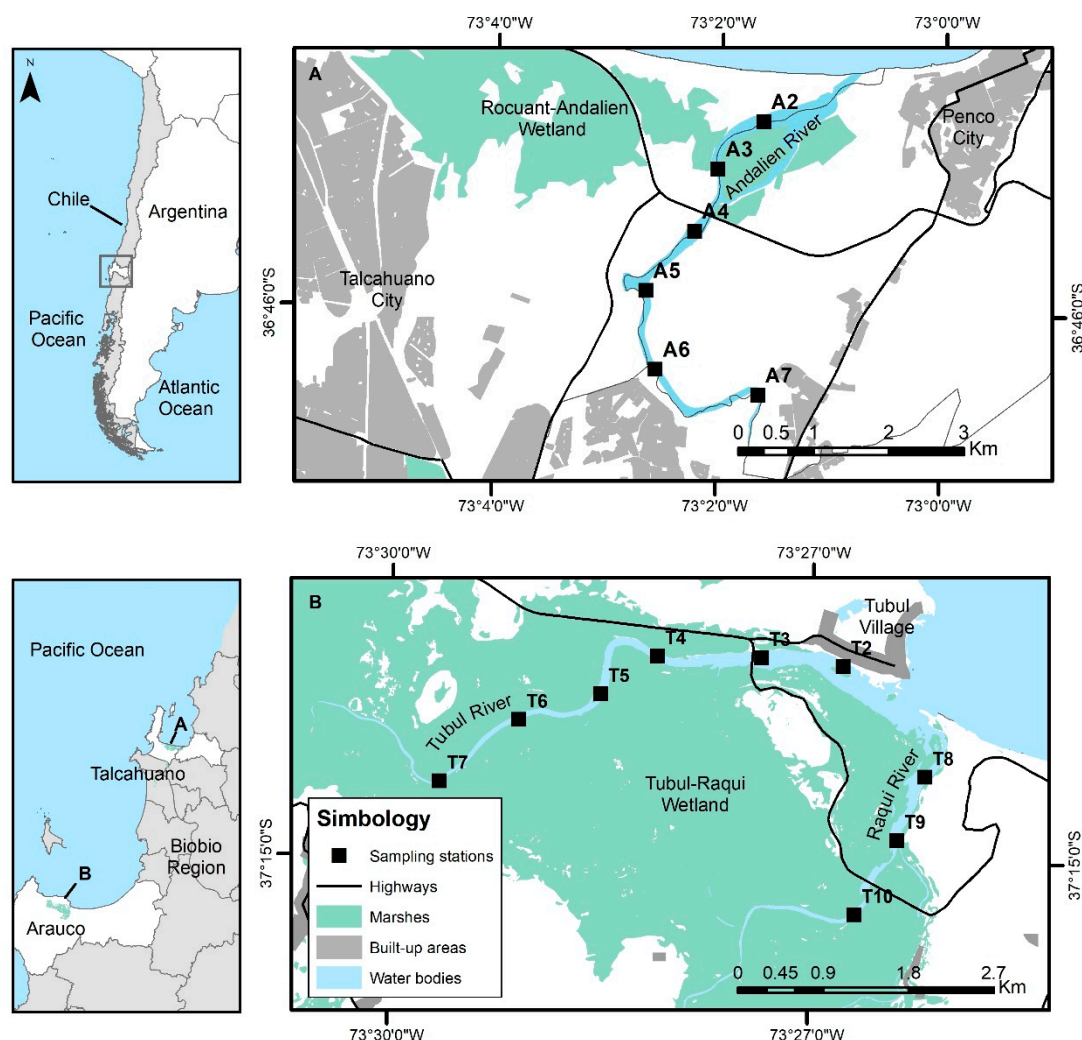 N
Chile
Argentina
Pacific
Ocean
Atlantic
Ocean
73°4'0"W
73°2'0"W
73°0'0"W
A
Rocuant-Andalien
Wetland
A2
Penco
City
A3
Andalien River
A4
A5
Talcahuano
City
A6
A7
36°46'0"S
36°46'0"S
0 0.5 1 2 3
Km
73°4'0"W
73°2'0"W
73°0'0"W
Pacific Ocean
A
Talcahuano
Biobio
Region
B
Arauco
73°30'0"W
73°27'0"W
B
Tubul
Village
T4
T3
T2
T5
T6
Tubul River
T7
Tubul-Raqui
Wetland
T8
Raqui River
T9
T10
37°15'0"S
37°15'0"S
Simbology
Sampling stations
Highways
Marshes
Built-up areas
Water bodies
0 0.45 0.9 1.8 2.7
Km
73°30'0"W
73°27'0"W